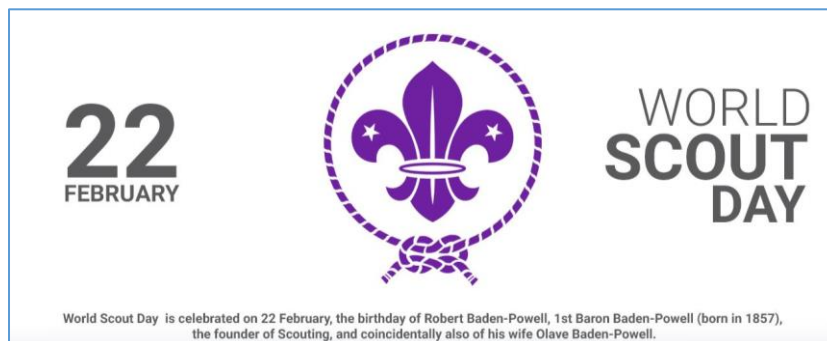 22
FEBRUARY
WORLD
SCOUT
DAY
World Scout Day is celebrated on 22 February, the birthday of Robert Baden-Powell, 1st Baron Baden-Powell (born in 1857),
the founder of Scouting, and coincidentally also of his wife Olave Baden-Powell.